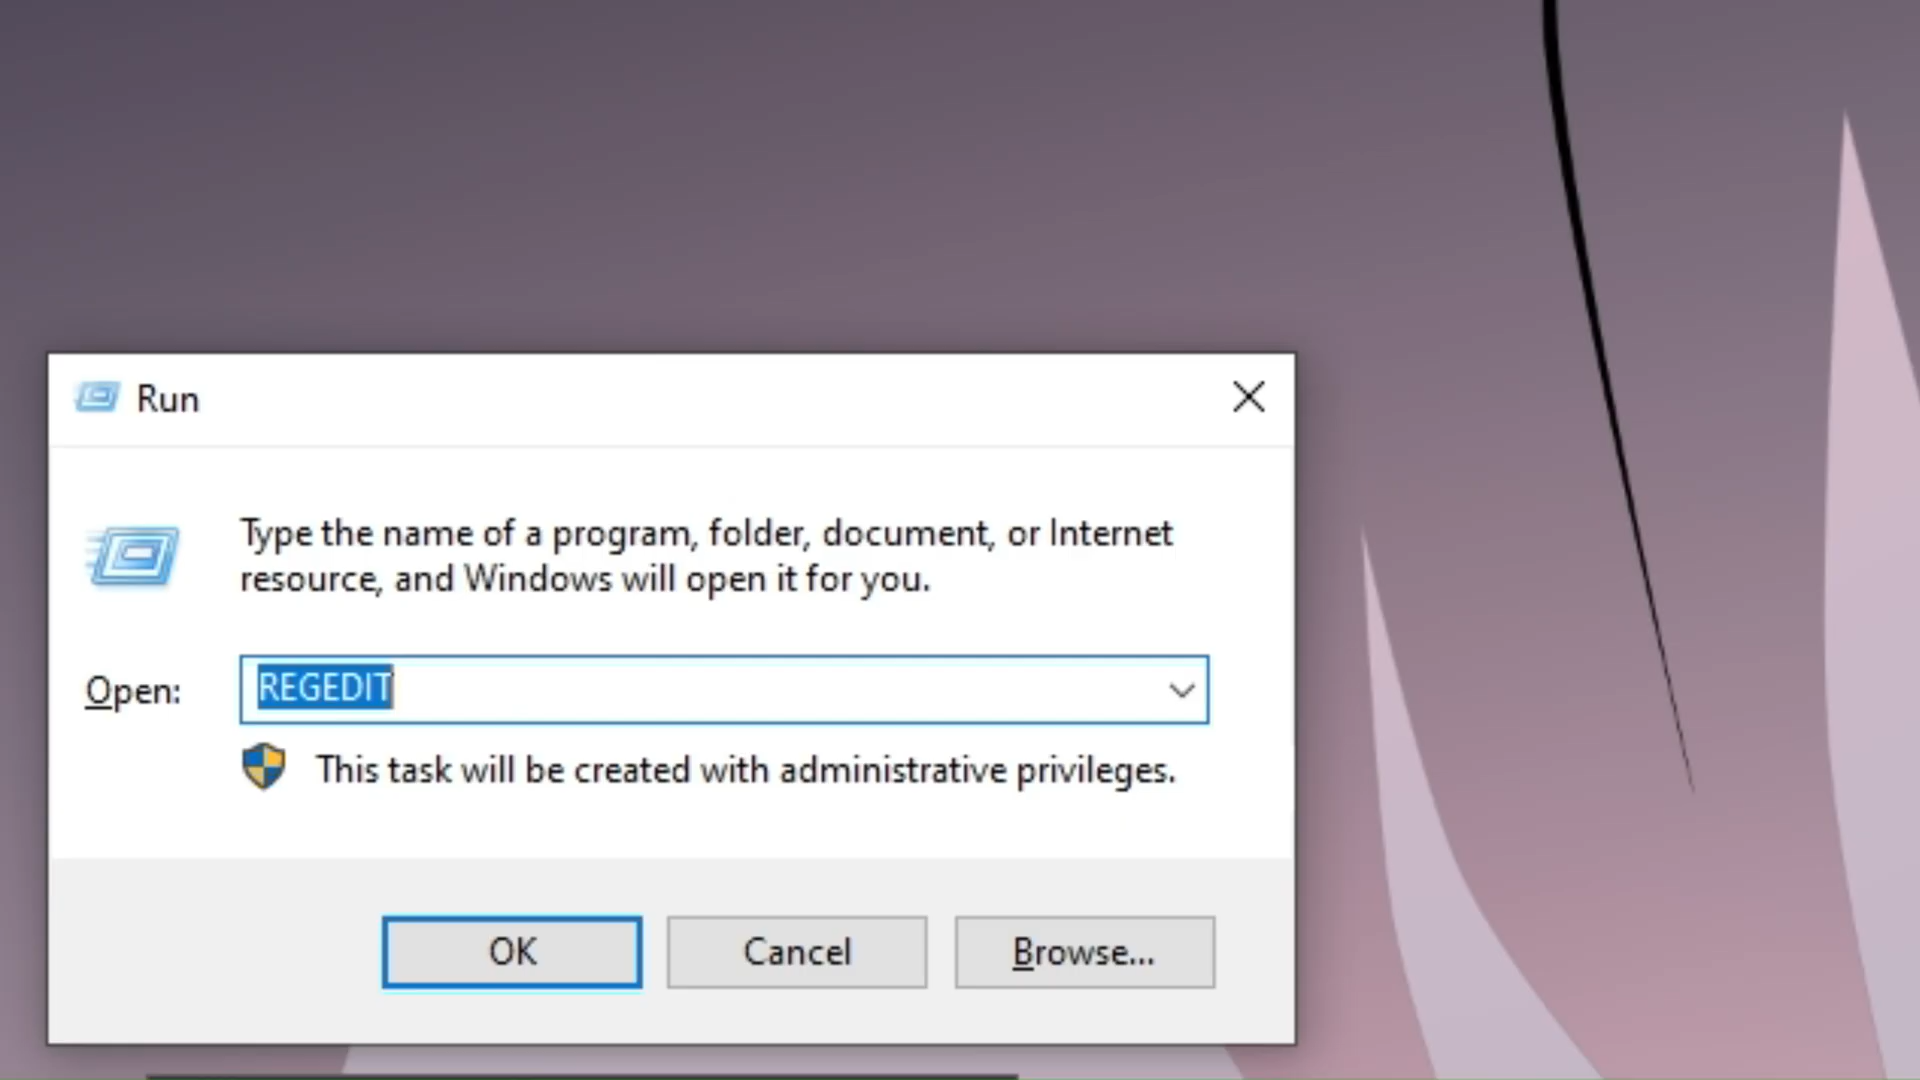 Run
Type the name of a program, folder, document, or Internet
resource, and Windows will open it for you.
Open:
REGEDIT
This task will be created with administrative privileges.
OK
Cancel
Browse...